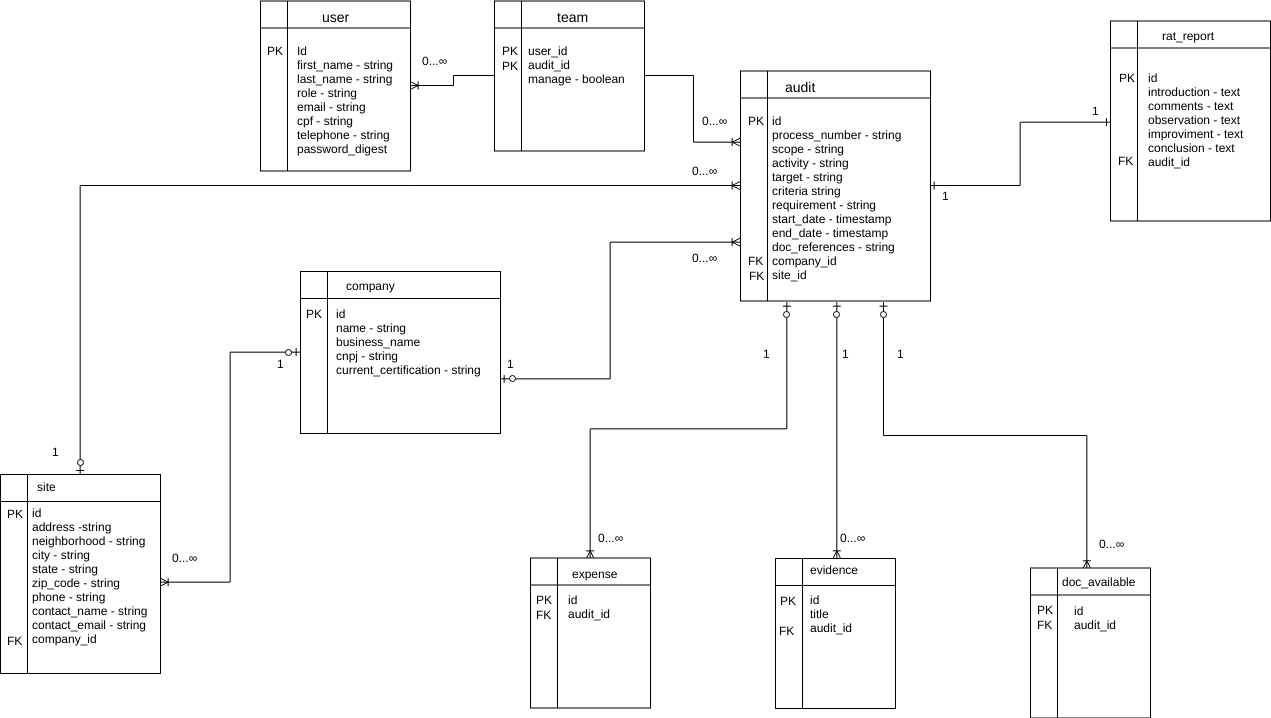 user
PK Id
first_name - string
last_name - string
role - string
email - string
cpf - string
telephone - string
password_digest
0...∞
team
PK user_id
PK audit_id
manage - boolean
0...∞
0...∞
0...∞
audit
PK id
process_number - string
scope - string
activity - string
target - string
criteria string
requirement - string
start_date - timestamp
end_date - timestamp
doc_references - string
FK company_id
FK site_id
1
1
rat_report
PK id
introduction - text
comments - text
observation - text
improviment - text
conclusion - text
FK audit_id
company
PK id
name - string
business_name
cnpj - string
current_certification - string
1
1
1
1
1
1
site
PK id
address -string
neighborhood - string
city - string
state - string
zip_code - string
phone - string
contact_name - string
contact_email - string
FK company_id
0...∞
0...∞
expense
PK id
FK audit_id
0...∞
evidence
PK id
title
FK audit_id
0...∞
doc_available
PK id
FK audit_id